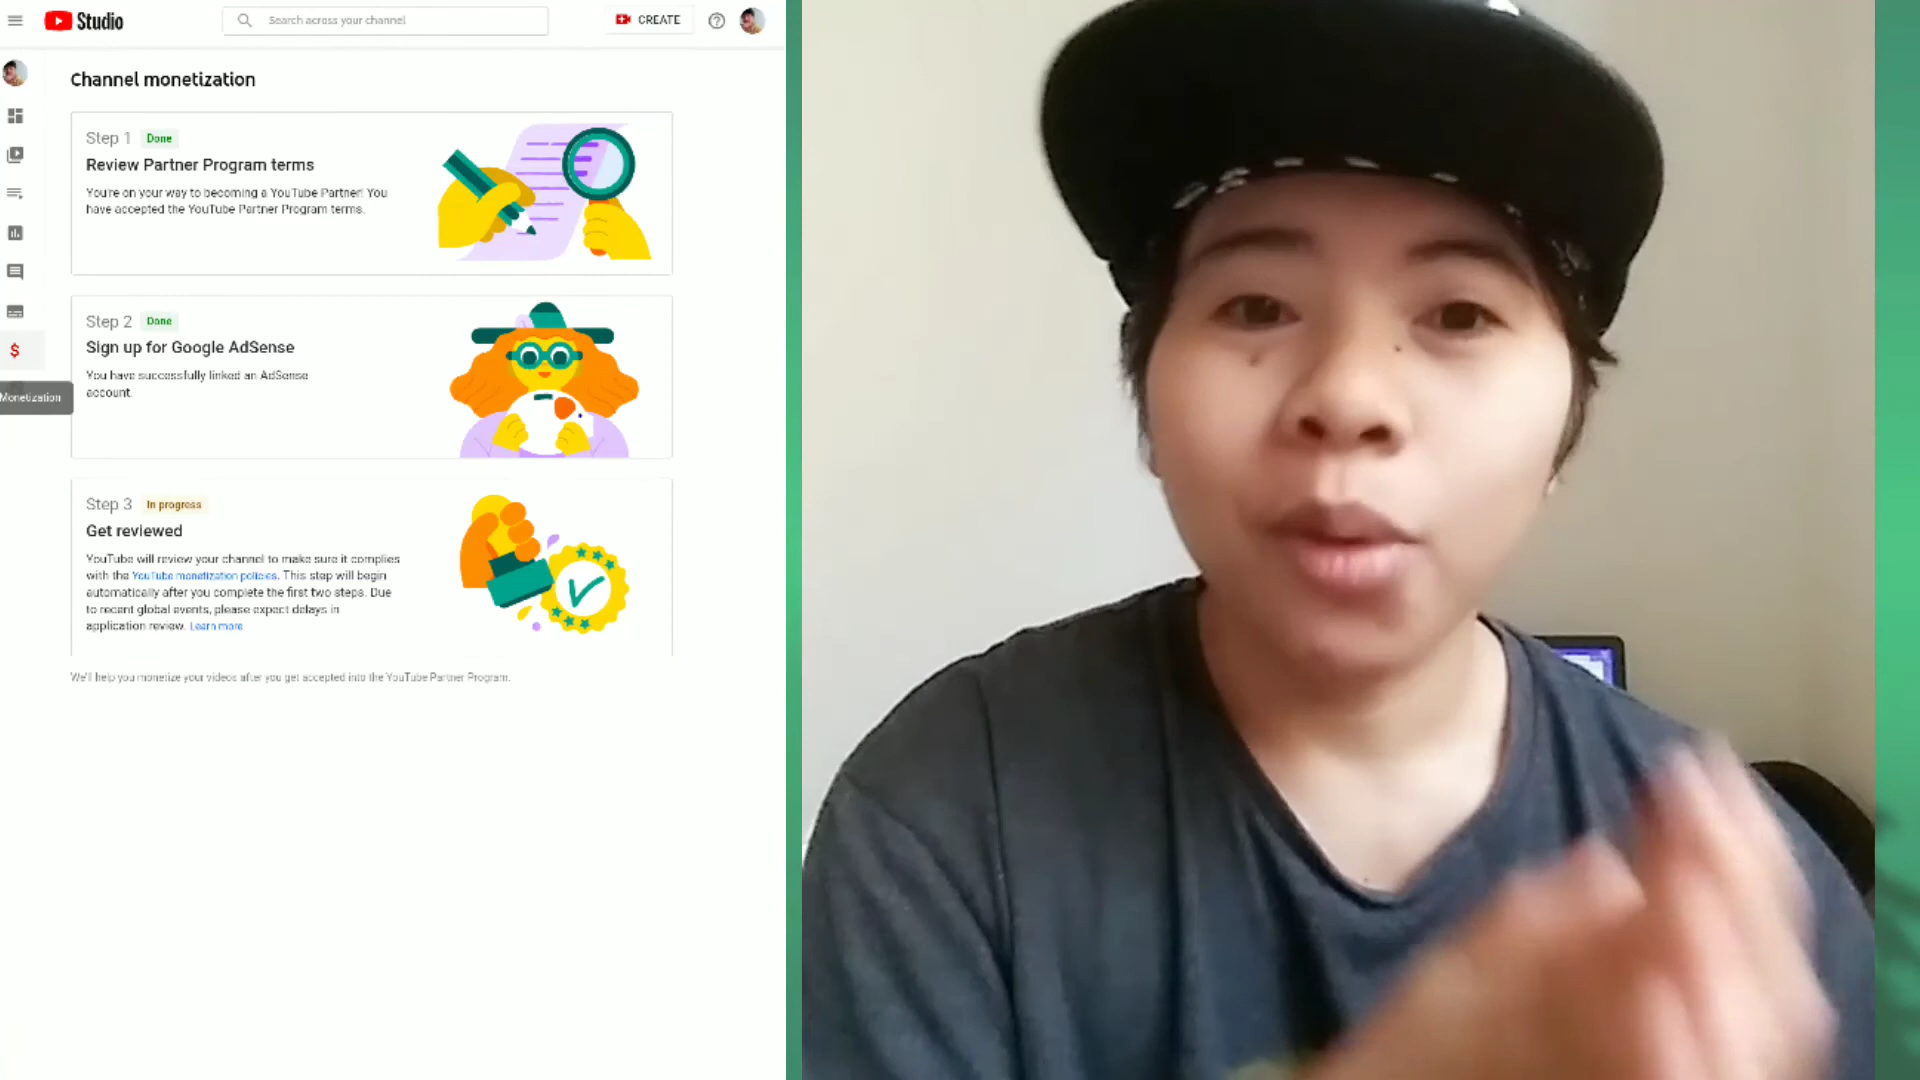 Studio
Search across your channel
CREATE
Channel monetization
Step 1 Done
Review Partner Program terms
You're on your way to becoming a YouTube Partner! You
have accepted the YouTube Partner Program terms.
Step 2 Done
Sign up for Google AdSense
You have successfully linked an AdSense
account.
Monetization
Step 3 In progress
Get reviewed
YouTube will review your channel to make sure it complies
with the YouTube monetization policies. This step will begin
automatically after you complete the first two steps. Due
to recent global events, please expect delays in
application review. Learn more
We'll help you monetize your videos after you get accepted into the YouTube Partner Program.